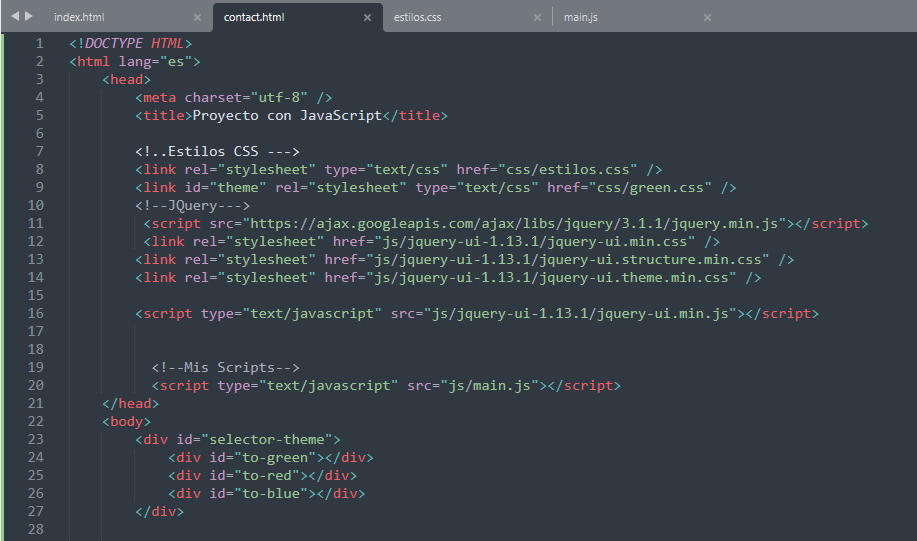 index.html × contact.html × estilos.css × main.js ×
1 <!DOCTYPE HTML>
2 <html lang="es">
3 <head>
4 <meta charset="utf-8" />
5 <title>Proyecto con JavaScript</title>
6
7 <!..Estilos CSS --->
8 <link rel="stylesheet" type="text/css" href="css/estilos.css" />
9 <link id="theme" rel="stylesheet" type="text/css" href="css/green.css" />
10 <!--JQuery--->
11 <script src="https://ajax.googleapis.com/ajax/libs/jquery/3.1.1/jquery.min.js"></script>
12 <link rel="stylesheet" href="js/jquery-ui-1.13.1/jquery-ui.min.css" />
13 <link rel="stylesheet" href="js/jquery-ui-1.13.1/jquery-ui.structure.min.css" />
14 <link rel="stylesheet" href="js/jquery-ui-1.13.1/jquery-ui.theme.min.css" />
15
16 <script type="text/javascript" src="js/jquery-ui-1.13.1/jquery-ui.min.js"></script>
17
18
19 <!--Mis Scripts-->
20 <script type="text/javascript" src="js/main.js"></script>
21 </head>
22 <body>
23 <div id="selector-theme">
24 <div id="to-green"></div>
25 <div id="to-red"></div>
26 <div id="to-blue"></div>
27 </div>
28